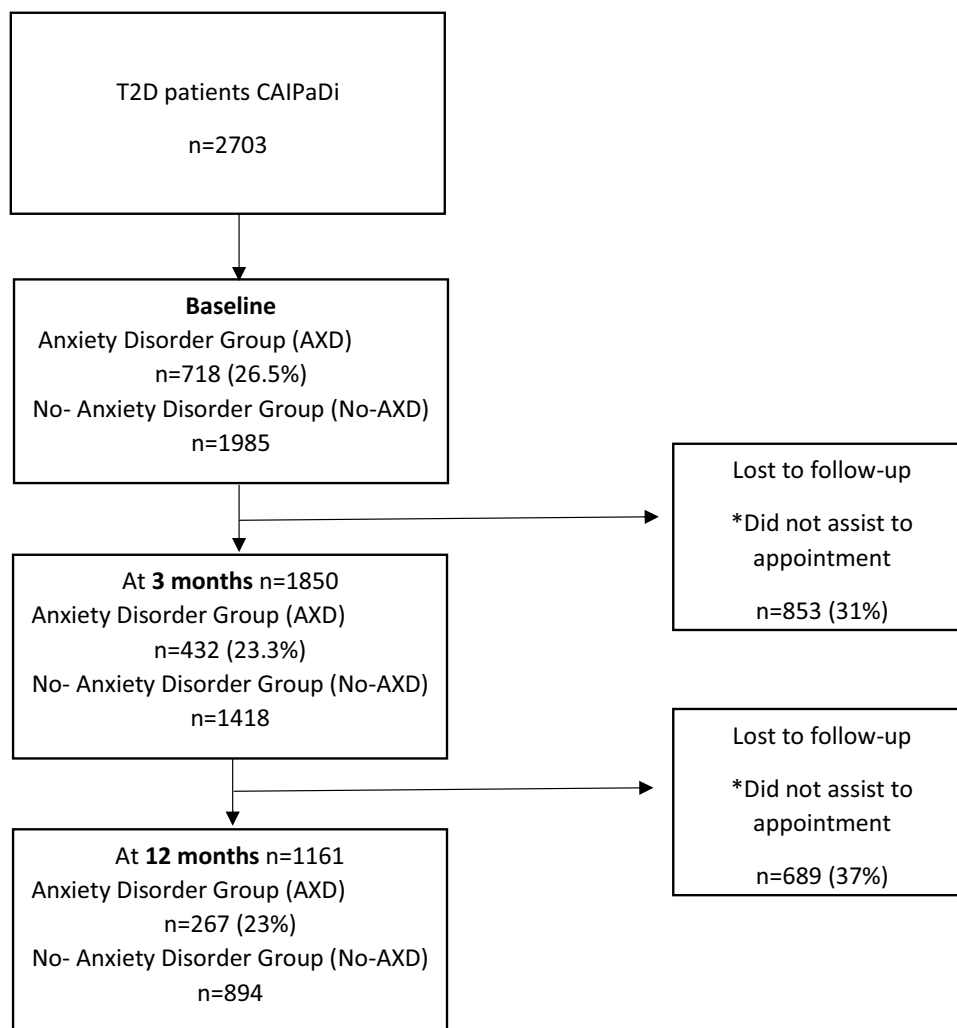 T2D patients CAIPaDi
n=2703
Baseline
Anxiety Disorder Group (AXD)
n=718 (26.5%)
No- Anxiety Disorder Group (No-AXD)
n=1985
Lost to follow-up
*Did not assist to
appointment
n=853 (31%)
At 3 months n=1850
Anxiety Disorder Group (AXD)
n=432 (23.3%)
No- Anxiety Disorder Group (No-AXD)
n=1418
Lost to follow-up
*Did not assist to
appointment
n=689 (37%)
At 12 months n=1161
Anxiety Disorder Group (AXD)
n=267 (23%)
No- Anxiety Disorder Group (No-AXD)
n=894